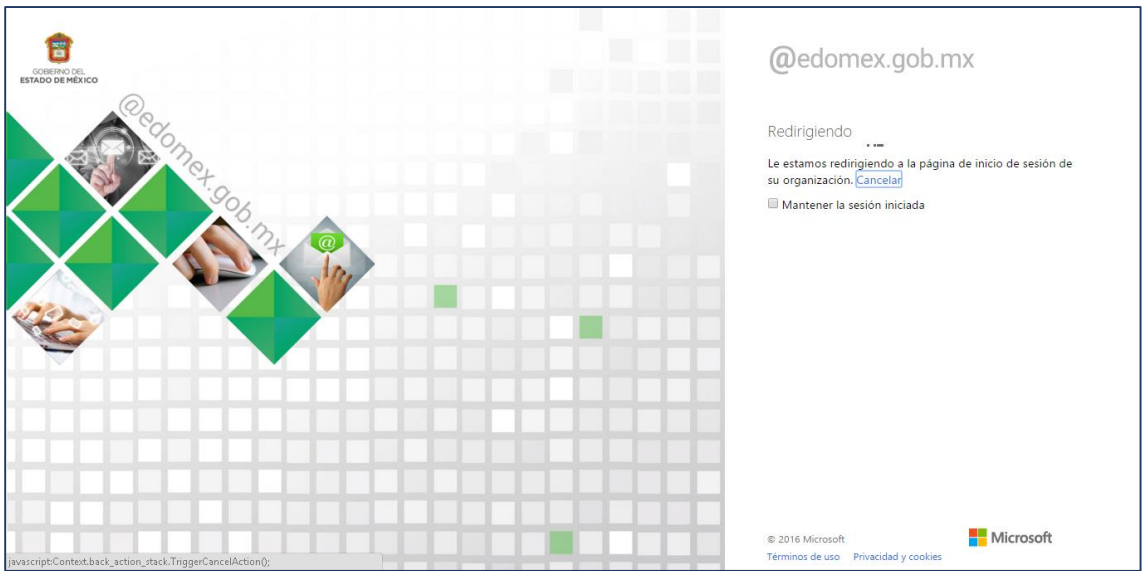 GOBIERNO DEL
ESTADO DE MÉXICO
@edomex.gob.mx
@
@edomex.gob.mx
Redirigiendo
Le estamos redirigiendo a la página de inicio de sesión de
su organización. Cancelar
Mantener la sesión iniciada
© 2016 Microsoft
Microsoft
Términos de uso Privacidad y cookies
javascript:Context.back_action_stack.TriggerCancelAction();